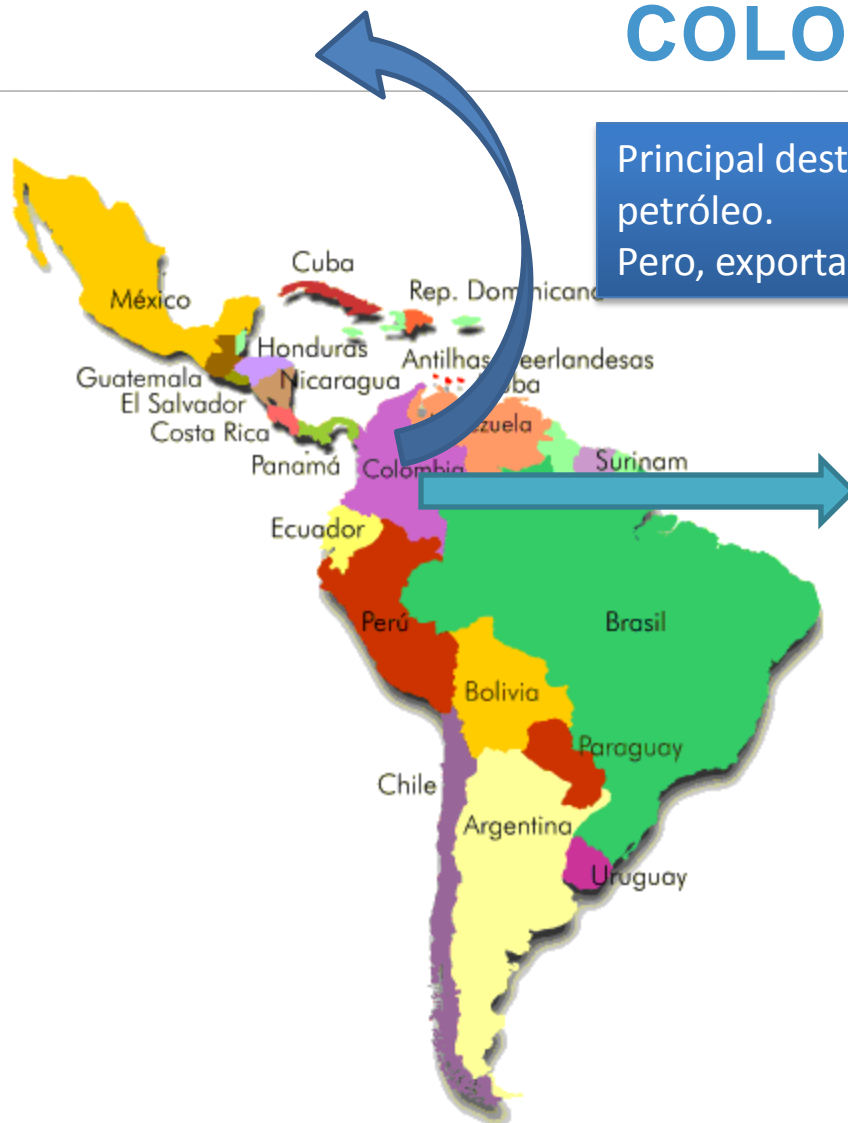 COLO
Principal dest
petróleo.
Pero, exporta
Cuba
Rep. Dominicana
México
Honduras
Antilhas
Guatemala
Nicaragua
El Salvador
Costa Rica
Panamá
Colombia
Surinam
Ecuador
Perú
Brasil
Bolivia
Paraguay
Chile
Argentina
Uruguay